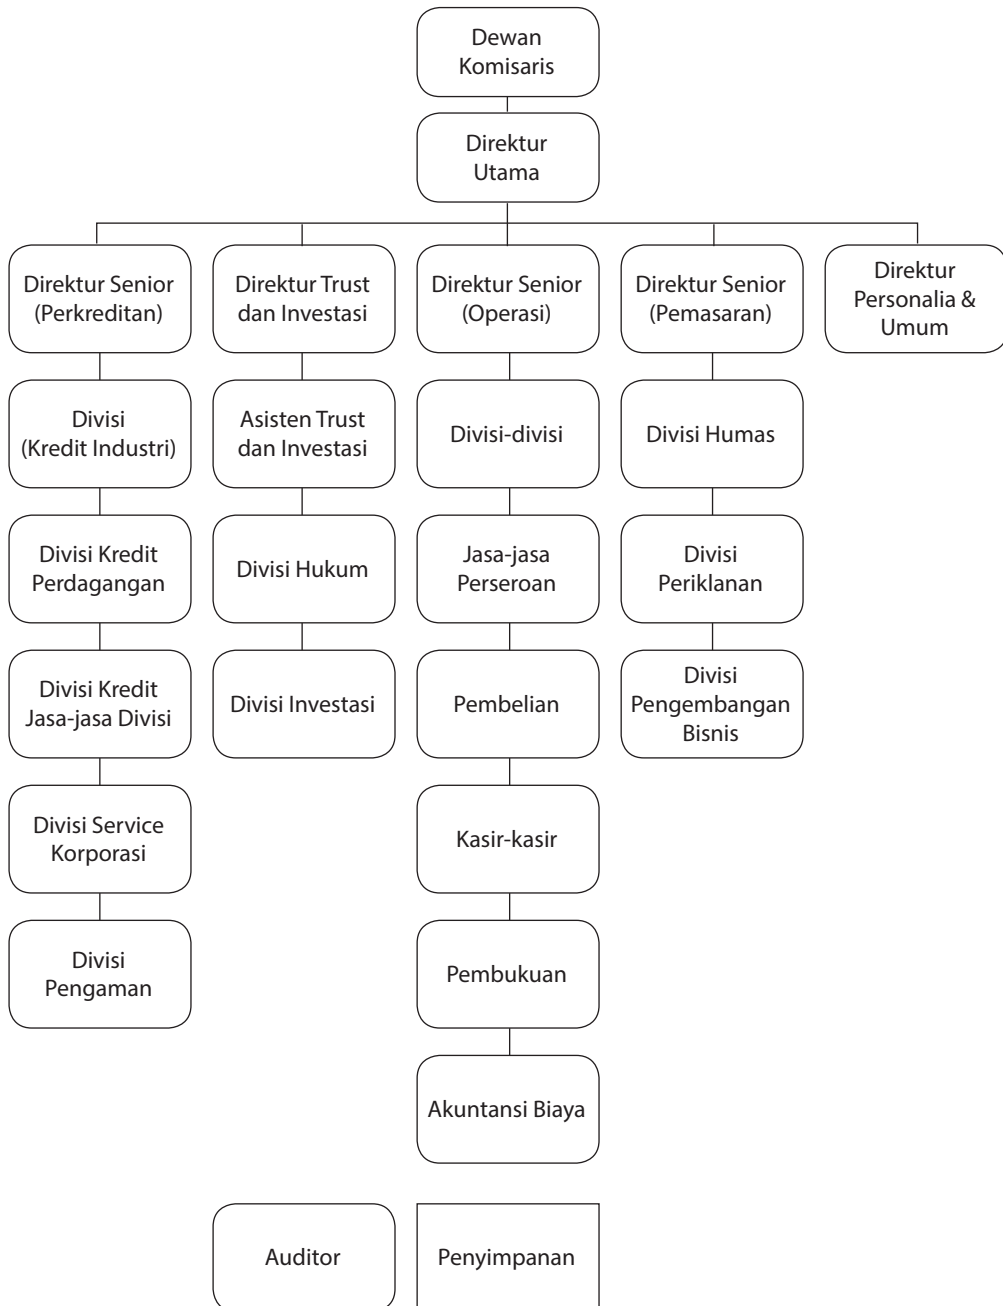 Dewan
Komisaris
Direktur
Utama
Direktur Senior
(Perkreditan)
Direktur Trust
dan Investasi
Direktur Senior
(Operasi)
Direktur Senior
(Pemasaran)
Direktur
Personalia &
Umum
Divisi
(Kredit Industri)
Asisten Trust
dan Investasi
Divisi-divisi
Divisi Humas
Divisi Kredit
Perdagangan
Divisi Hukum
Jasa-jasa
Perseroan
Divisi
Periklanan
Divisi Kredit
Jasa-jasa Divisi
Divisi Investasi
Pembelian
Divisi
Pengembangan
Bisnis
Divisi Service
Korporasi
Kasir-kasir
Divisi
Pengaman
Pembukuan
Akuntansi Biaya
Auditor
Penyimpanan